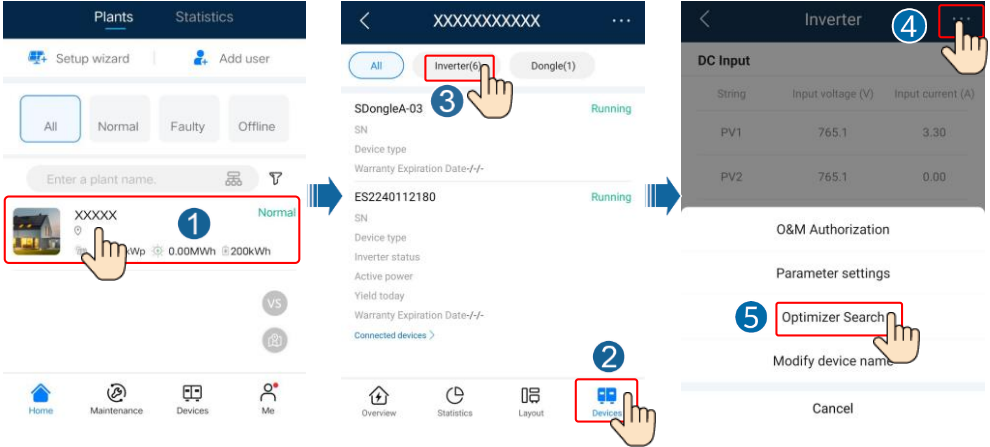 Plants
Statistics
Setup wizard
Add user
All
Normal
Faulty
Offline
Enter a plant name.
XXXXX
1
Normal
kWp
0.00MWh
200kWh
VS
Home
Maintenance
Devices
Me
XXXXXXXXXXX
...
All
Inverter(6)
Dongle(1)
3
SDongleA-03
Running
SN
Device type
Warranty Expiration Date-/-/-
ES2240112180
Running
SN
Device type
Inverter status
Active power
Yield today
Warranty Expiration Date-/-/-
Connected devices >
2
Overview
Statistics
Layout
Devices
Inverter
4
...
DC Input
String
Input voltage (V)
Input current (A)
PV1
765.1
3.30
PV2
765.1
0.00
O&M Authorization
Parameter settings
5
Optimizer Search
Modify device name
Cancel